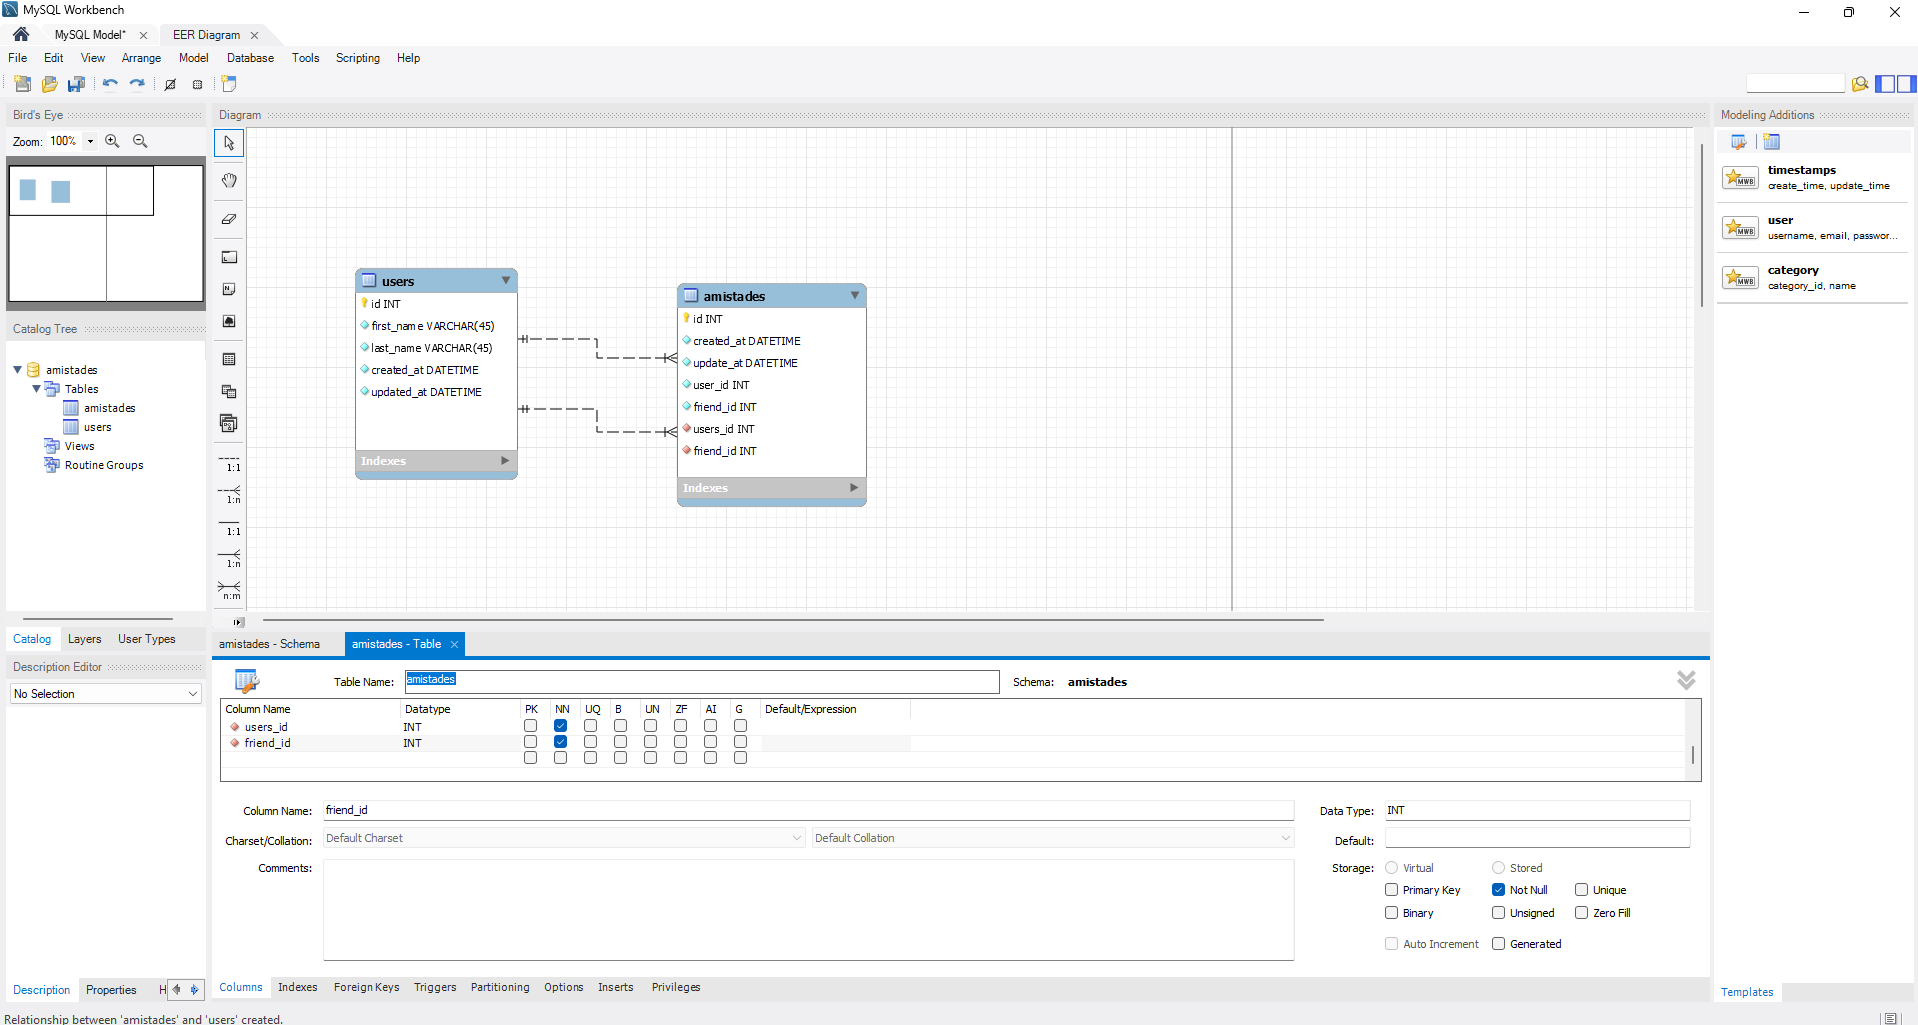 MySQL Workbench
MySQL Model*
EER Diagram
File Edit View Arrange Model Database Tools Scripting Help
Bird's Eye
Zoom: 100%
Catalog Tree
amistades
Tables
amistades
users
Views
Routine Groups
Catalog Layers User Types
Description Editor
No Selection
Description Properties H
Diagram
1:1
1:n
1:1
1:n
n:m
users
id INT
first_name VARCHAR(45)
last_name VARCHAR(45)
created_at DATETIME
updated_at DATETIME
Indexes
amistades
id INT
created_at DATETIME
update_at DATETIME
user_id INT
friend_id INT
users_id INT
friend_id INT
Indexes
Modeling Additions
MWB
timestamps
create_time, update_time
MWB
user
username, email, passwor...
MWB
category
category_id, name
Templates
amistades - Schema
amistades - Table
Table Name: amistades Schema: amistades
Column Name Datatype PK NN UQ B UN ZF AI G Default/Expression
users_id INT
friend_id INT
Column Name: friend_id Data Type: INT
Charset/Collation: Default Charset Default Collation Default:
Comments: Storage: Virtual Stored
Primary Key Not Null Unique
Binary Unsigned Zero Fill
Auto Increment Generated
Columns Indexes Foreign Keys Triggers Partitioning Options Inserts Privileges
Relationship between 'amistades' and 'users' created.